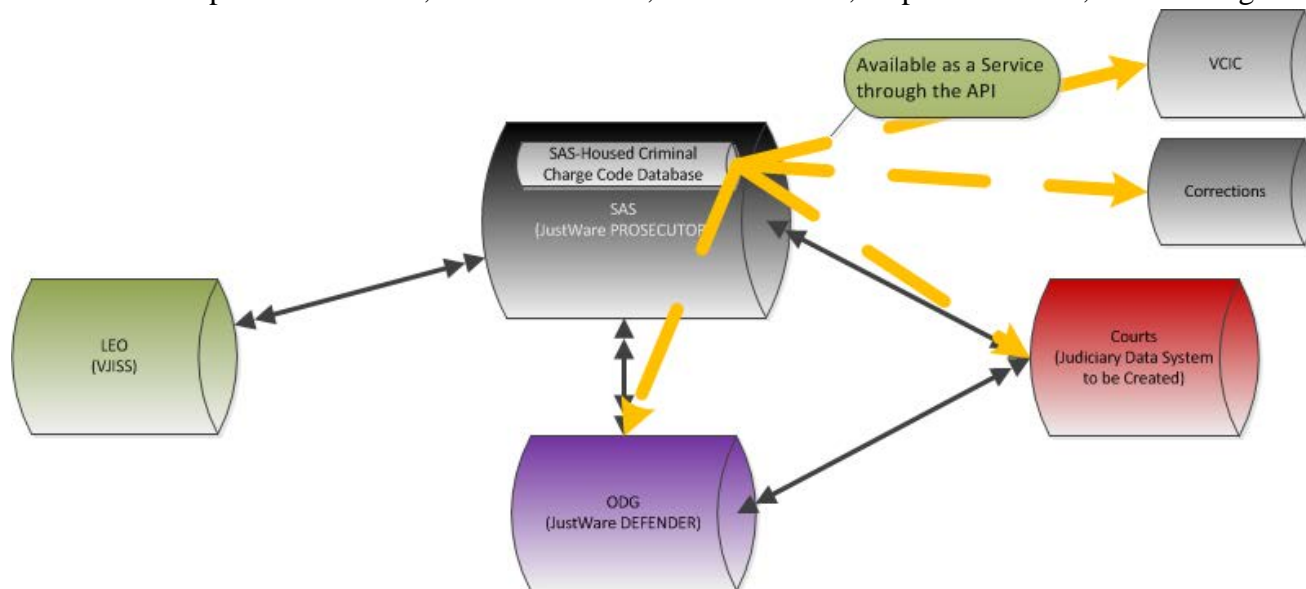 Available as a Service
through the API
VCIC
SAS-Housed Criminal
Charge Code Database
SAS
(JustWare PROSECUTOR
Corrections
LEO
(VJISS)
Courts
(Judiciary Data System
to be Created)
ODG
(JustWare DEFENDER)